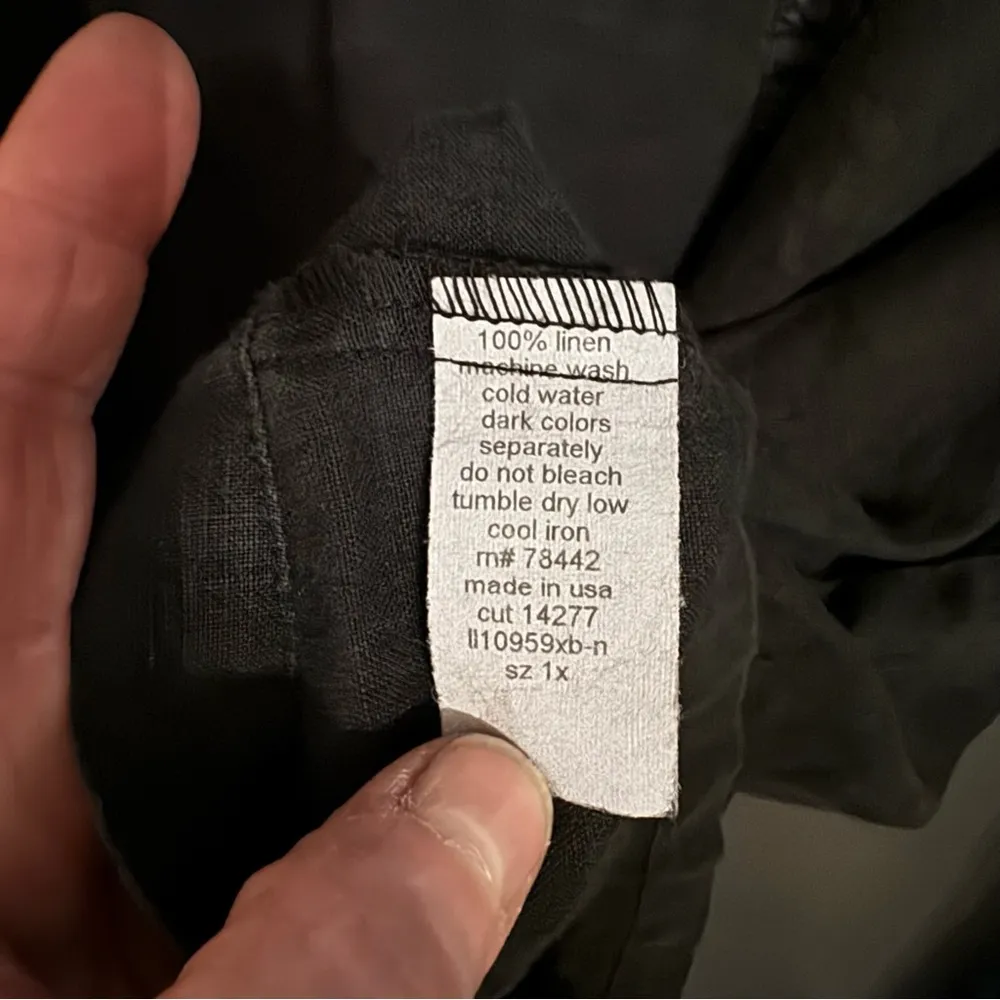 100% linen
machine wash
cold water
dark colors
separately
do not bleach
tumble dry low
cool iron
rn# 78442
made in usa
cut 14277
ll10959xb-n
sz 1x